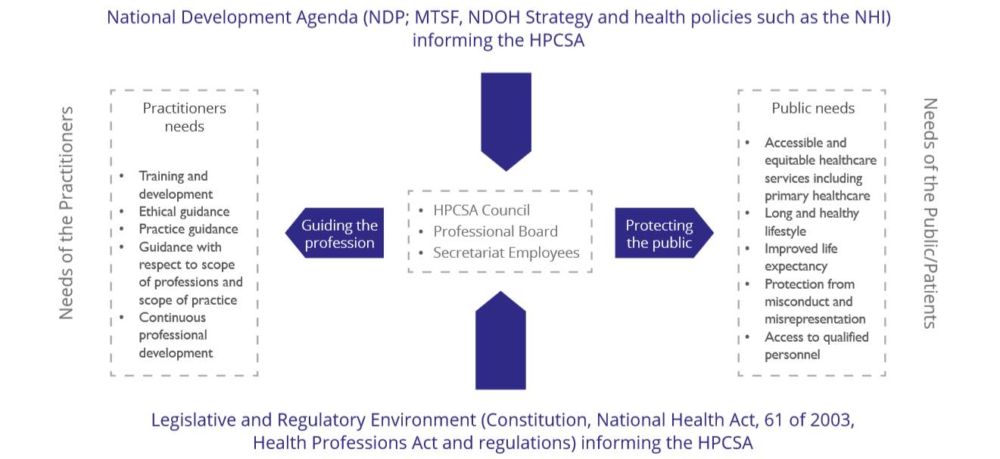 National Development Agenda (NDP; MTSF, NDOH Strategy and health policies such as the NHI)
informing the HPCSA
Needs of the Practitioners
Practitioners
needs
• Training and
development
• Ethical guidance
• Practice guidance
• Guidance with
respect to scope
of professions and
scope of practice
• Continuous
professional
development
Guiding the
profession
• HPCSA Council
• Professional Board
• Secretariat Employees
Protecting
the public
Public needs
• Accessible and
equitable healthcare
services including
primary healthcare
• Long and healthy
lifestyle
• Improved life
expectancy
• Protection from
misconduct and
misrepresentation
• Access to qualified
personnel
Needs of the Public/Patients
Legislative and Regulatory Environment (Constitution, National Health Act, 61 of 2003,
Health Professions Act and regulations) informing the HPCSA